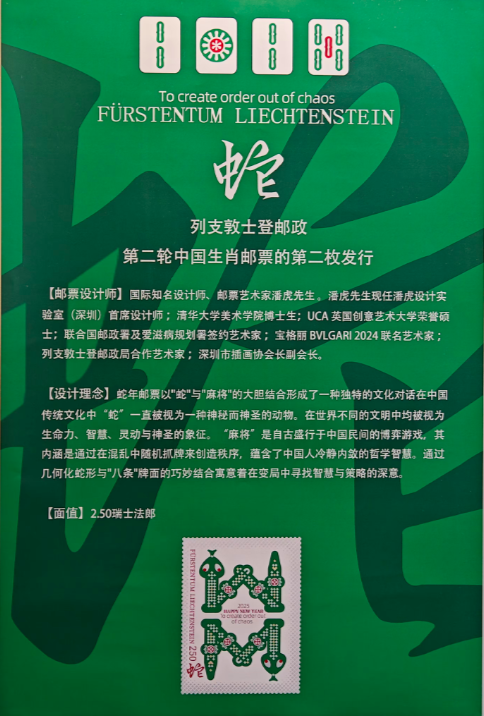 To create order out of chaos
FÜRSTENTUM LIECHTENSTEIN
蛇
列支敦士登邮政
第二轮中国生肖邮票的第二枚发行
【邮票设计师】国际知名设计师、邮票艺术家潘虎先生。潘虎先生现任潘虎设计实
验室（深圳）首席设计师；清华大学美术学院博士生；UCA 英国创意艺术大学荣誉硕
士；联合国邮政署及爱滋病规划署签约艺术家；宝格丽 BVLGARI 2024 联名艺术家；
列支敦士登邮政局合作艺术家；深圳市插画协会长副会长。
【设计理念】蛇年邮票以"蛇"与"麻将"的大胆结合形成了一种独特的文化对话在中国
传统文化中“蛇”一直被视为一种神秘而神圣的动物。在世界不同的文明中均被视为
生命力、智慧、灵动与神圣的象征。“麻将”是自古盛行于中国民间的博弈游戏，其
内涵是通过在混乱中随机抓牌来创造秩序，蕴含了中国人冷静内敛的哲学智慧。通过
几何化蛇形与"八条"牌面的巧妙结合寓意着在变局中寻找智慧与策略的深意。
【面值】2.50瑞士法郎
FÜRSTENTUM LIECHTENSTEIN 2.50
蛇
2025
HAPPY NEW YEAR
To create order out
of chaos